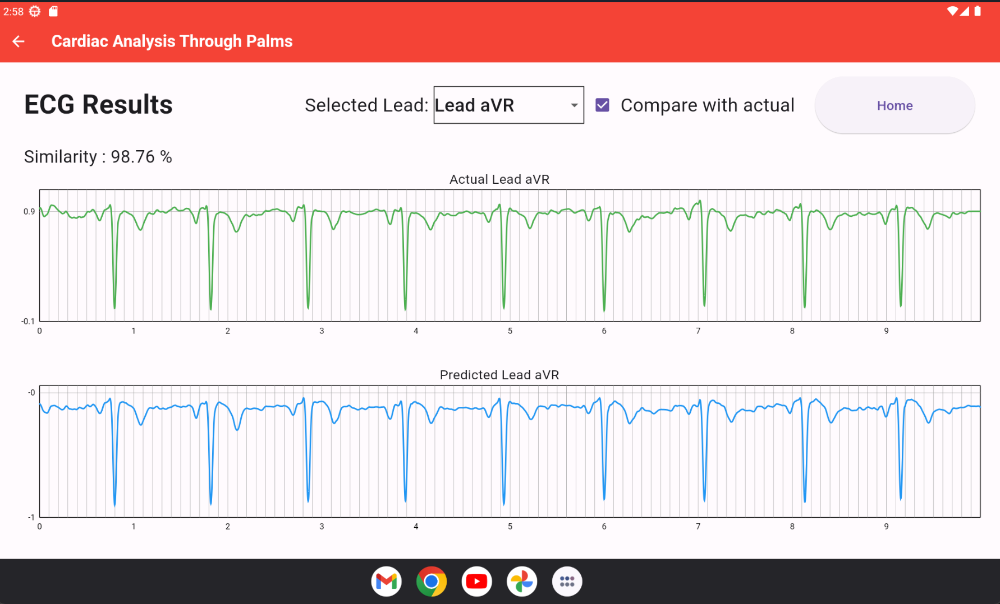 2:58
Cardiac Analysis Through Palms
ECG Results
Selected Lead: Lead aVR
Compare with actual
Home
Similarity : 98.76 %
Actual Lead aVR
0.9
-0.1
0 1 2 3 4 5 6 7 8 9
Predicted Lead aVR
-0
-1
0 1 2 3 4 5 6 7 8 9